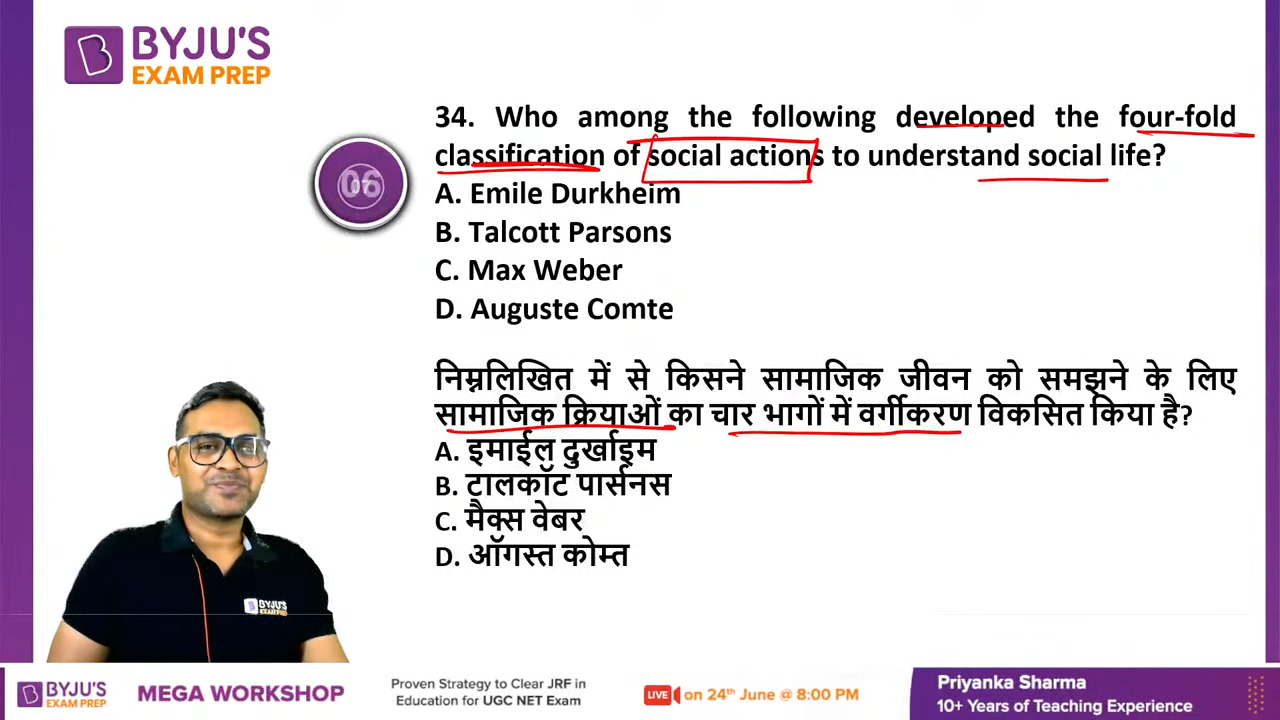 BYJU'S
EXAM PREP
34. Who among the following developed the four-fold
classification of social actions to understand social life?
A. Emile Durkheim
B. Talcott Parsons
C. Max Weber
D. Auguste Comte
निम्नलिखित में से किसने सामाजिक जीवन को समझने के लिए
सामाजिक क्रियाओं का चार भागों में वर्गीकरण विकसित किया है?
A. इमाईल दुर्खाइम
B. टालकॉट पार्सनस
C. मैक्स वेबर
D. ऑगस्त कोम्त
BYJU'S
EXAM PREP
BYJU'S
EXAM PREP
MEGA WORKSHOP
Proven Strategy to Clear JRF in
Education for UGC NET Exam
LIVE on 24th June @ 8:00 PM
Priyanka Sharma
10+ Years of Teaching Experience